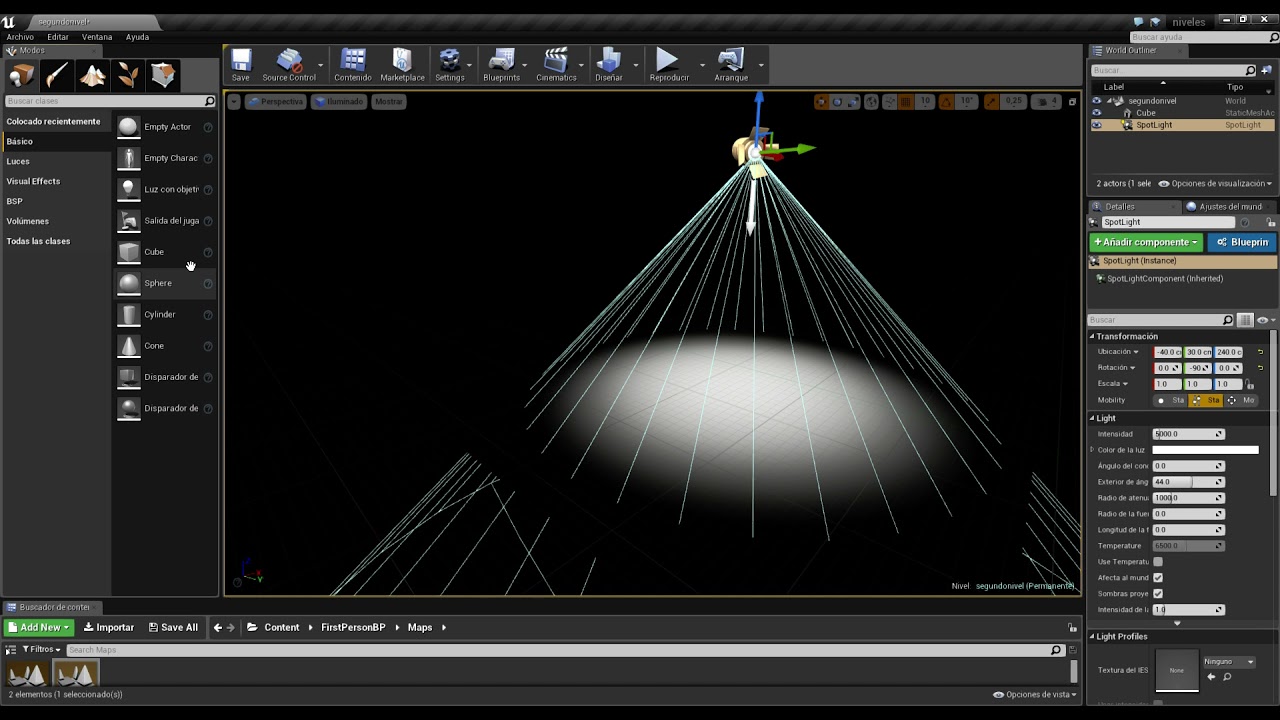 segundonivel*
niveles
Archivo Editar Ventana Ayuda
Buscar ayuda
Modes
Buscar clases
Colocado recientemente
Básico
Luces
Visual Effects
BSP
Volúmenes
Todas las clases
Empty Actor
Empty Charac
Luz con objeti
Salida del juga
Cube
Sphere
Cylinder
Cone
Disparador de
Disparador de
Save
Source Control
Contenido
Marketplace
Settings
Blueprints
Cinematics
Diseñar
Reproducir
Arranque
Perspectiva
Iluminado
Mostrar
10
10°
0,25
4
X
Y
Nivel segundonivel (Permanente)
World Outliner
Buscar...
Label Tipo
segundonivel World
Cube StaticMeshAc
SpotLight SpotLight
2 actors (1 sele Opciones de visualización
Detalles
Ajustes del mund
SpotLight
+Añadir componente
Blueprin
SpotLight (Instance)
SpotLightComponent (Inherited)
Buscar
Transformación
Ubicación -40.0 c 30.0 cm 240.0 c
Rotación 0.0 -90 0.0
Escala 1.0 1.0 1.0
Mobility Sta Sta Mo
Light
Intensidad 5000.0
Color de la luz
Ángulo del con 0.0
Exterior de áng 44.0
Radio de atenu 1000.0
Radio de la fue 0.0
Longitud de la f 0.0
Temperature 6500.0
Use Temperatu
Afecta al mund
Sombras proye
Intensidad de l 1.0
Light Profiles
Textura del IES
None
Ninguno
Buscador de conte
Add New
Importar
Save All
Content
FirstPersonBP
Maps
Filtros
Search Maps
2 elementos (1 seleccionado(s))
Opciones de vista